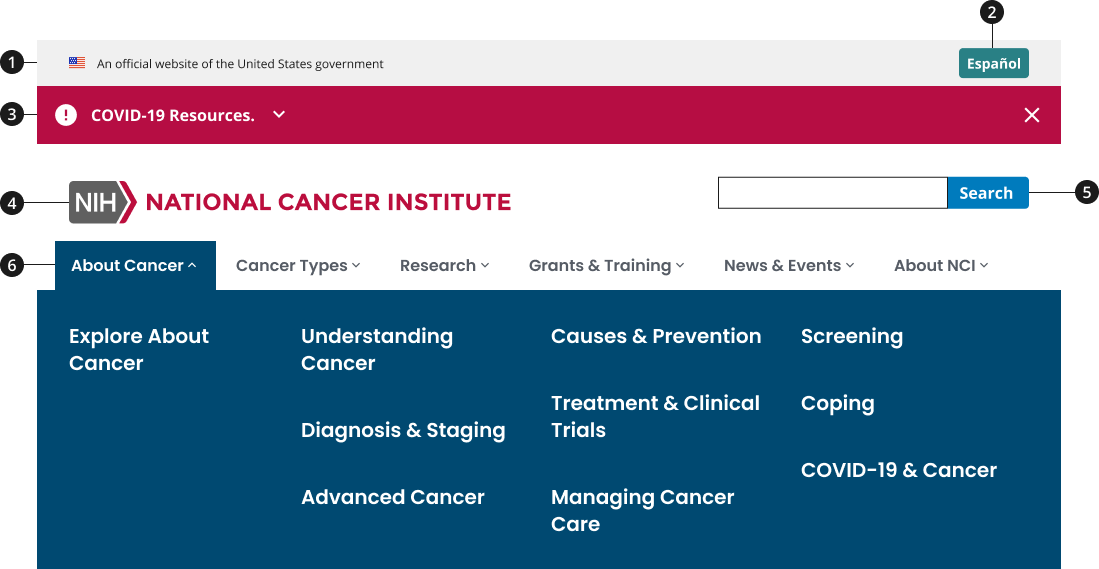 2
1
An official website of the United States government
Español
3
!
COVID-19 Resources.
4
NIH
NATIONAL CANCER INSTITUTE
Search
5
6
About Cancer
Cancer Types
Research
Grants & Training
News & Events
About NCI
Explore About
Cancer
Understanding
Cancer
Diagnosis & Staging
Advanced Cancer
Causes & Prevention
Treatment & Clinical
Trials
Managing Cancer
Care
Screening
Coping
COVID-19 & Cancer